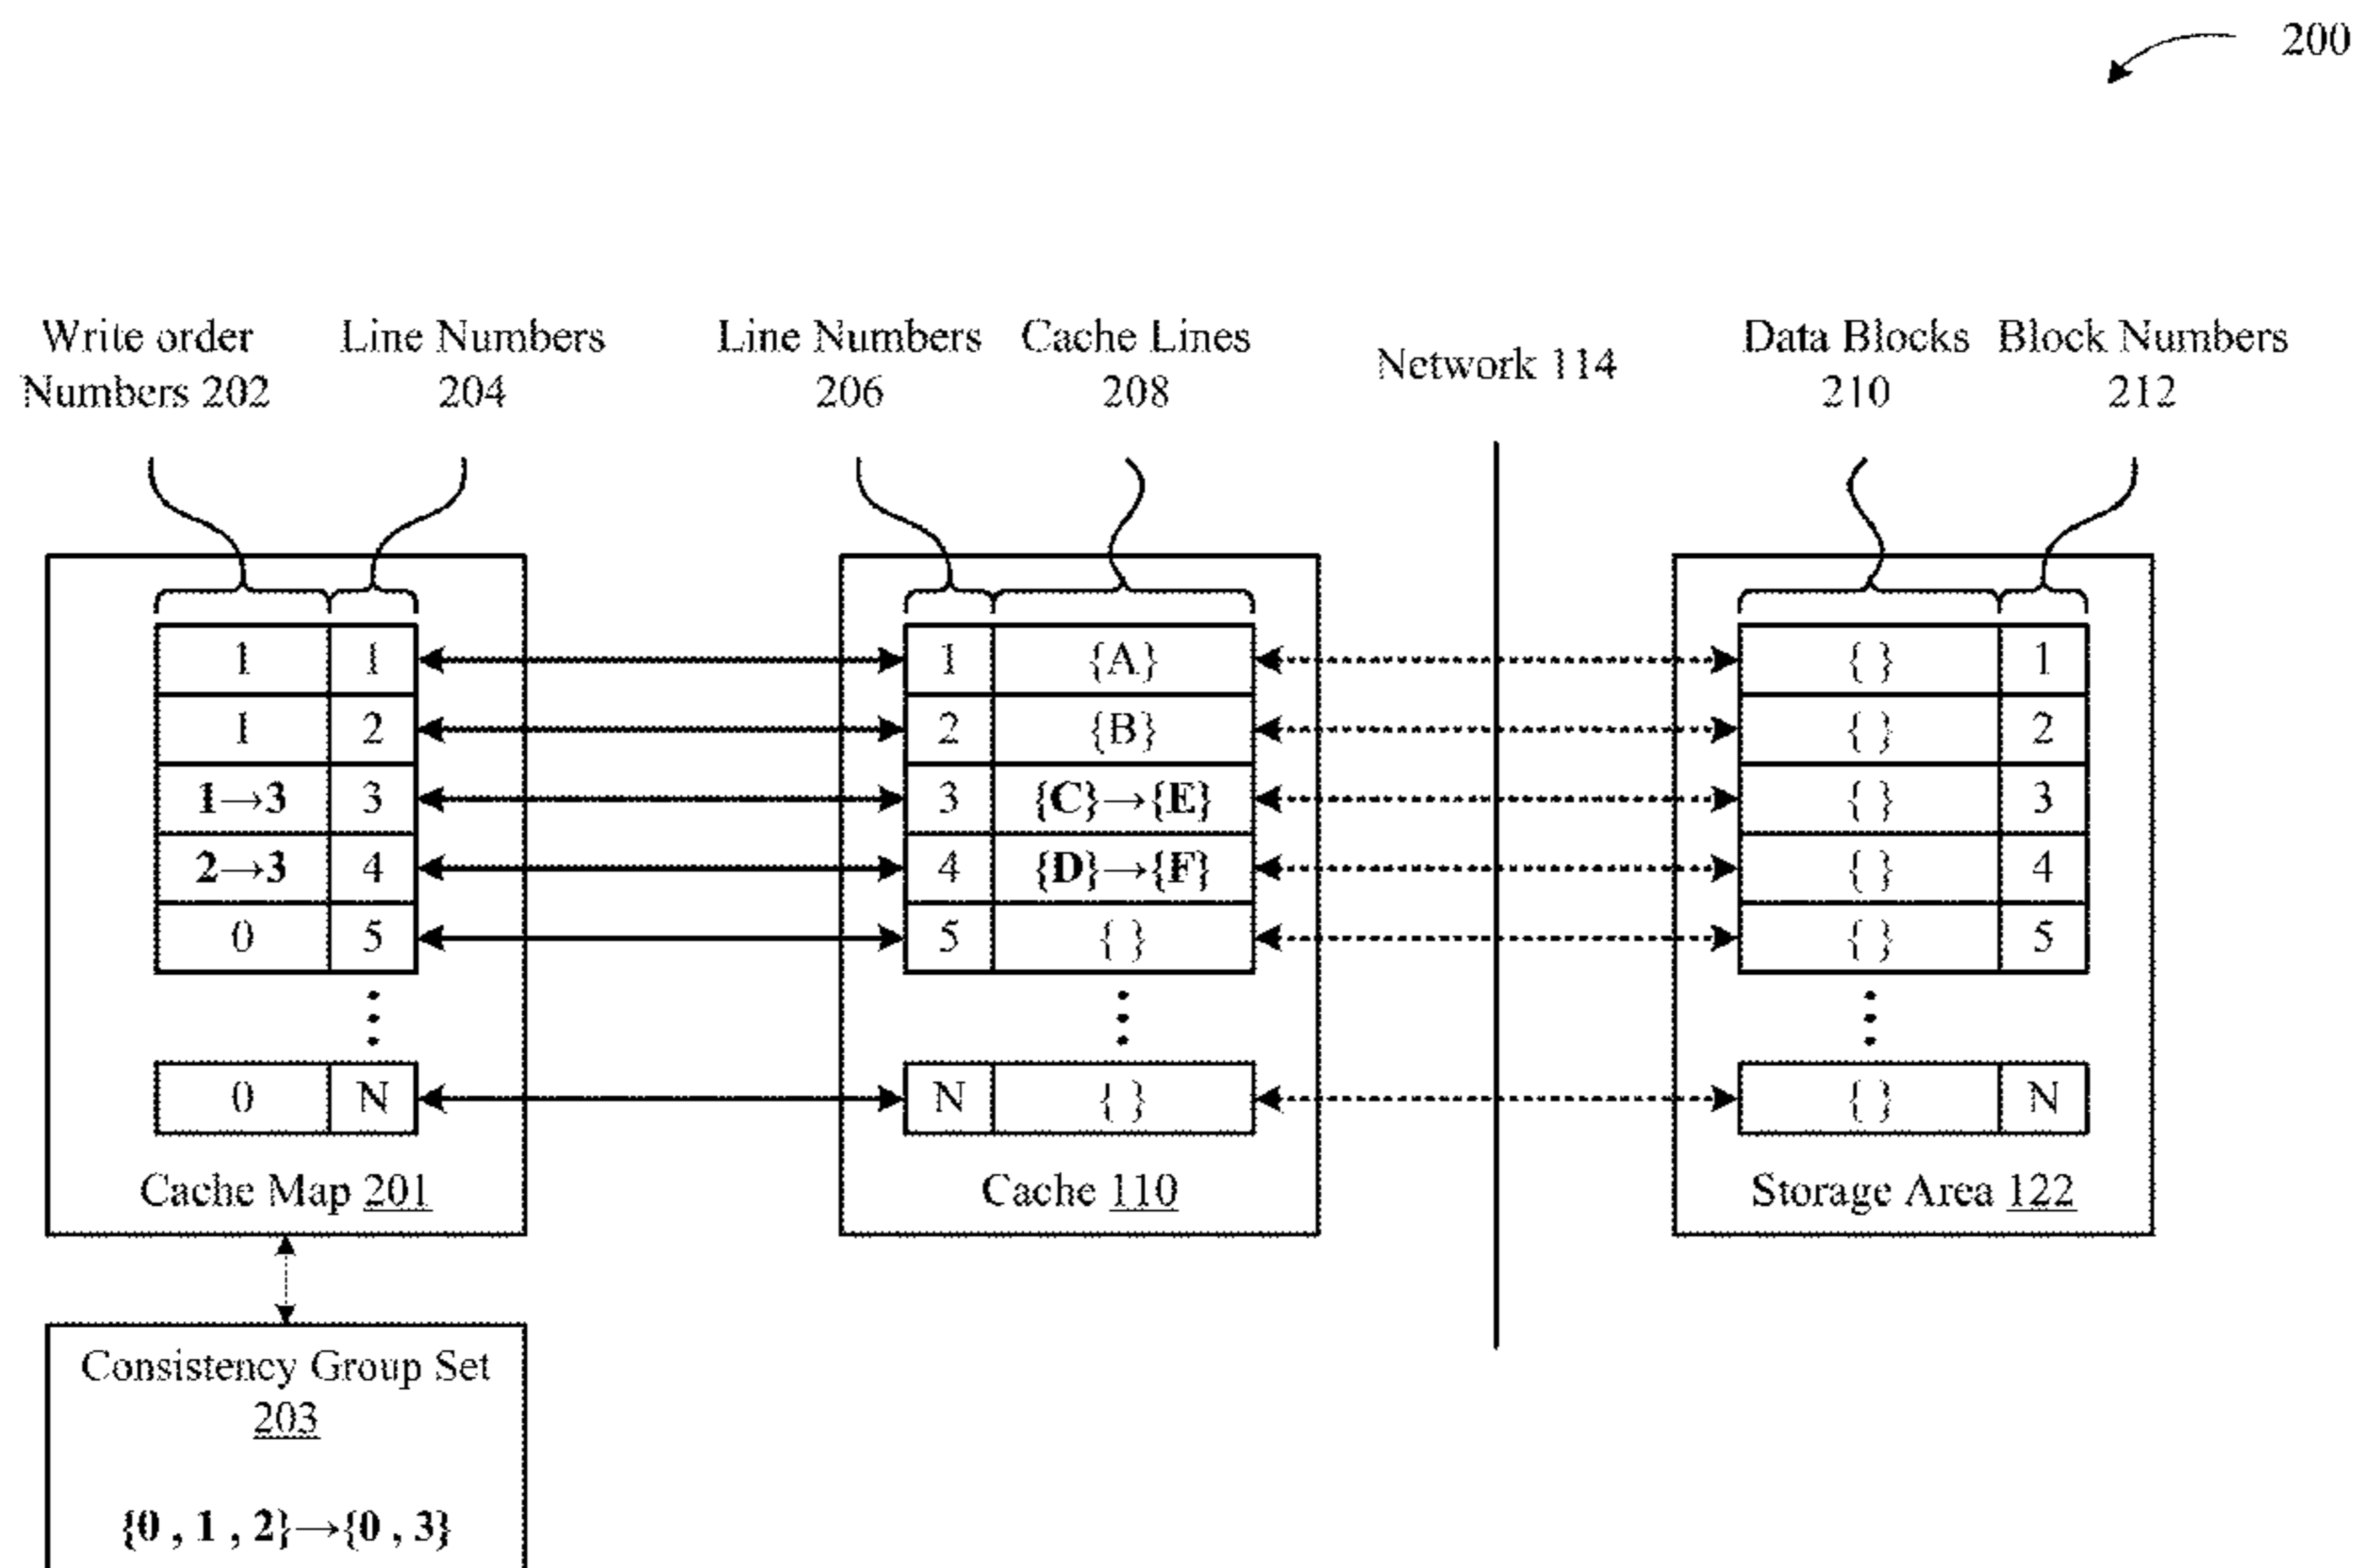 200
Write order Numbers 202
Line Numbers 204
Line Numbers 206
Cache Lines 208
Network 114
Data Blocks 210
Block Numbers 212
1 1 1 {A} { } 1
1 2 2 {B} { } 2
1→3 3 3 {C}→{E} { } 3
2→3 4 4 {D}→{F} { } 4
0 5 5 { } { } 5
0 N N { } { } N
Cache Map 201
Cache 110
Storage Area 122
Consistency Group Set
203
{0 , 1 , 2}→{0 , 3}